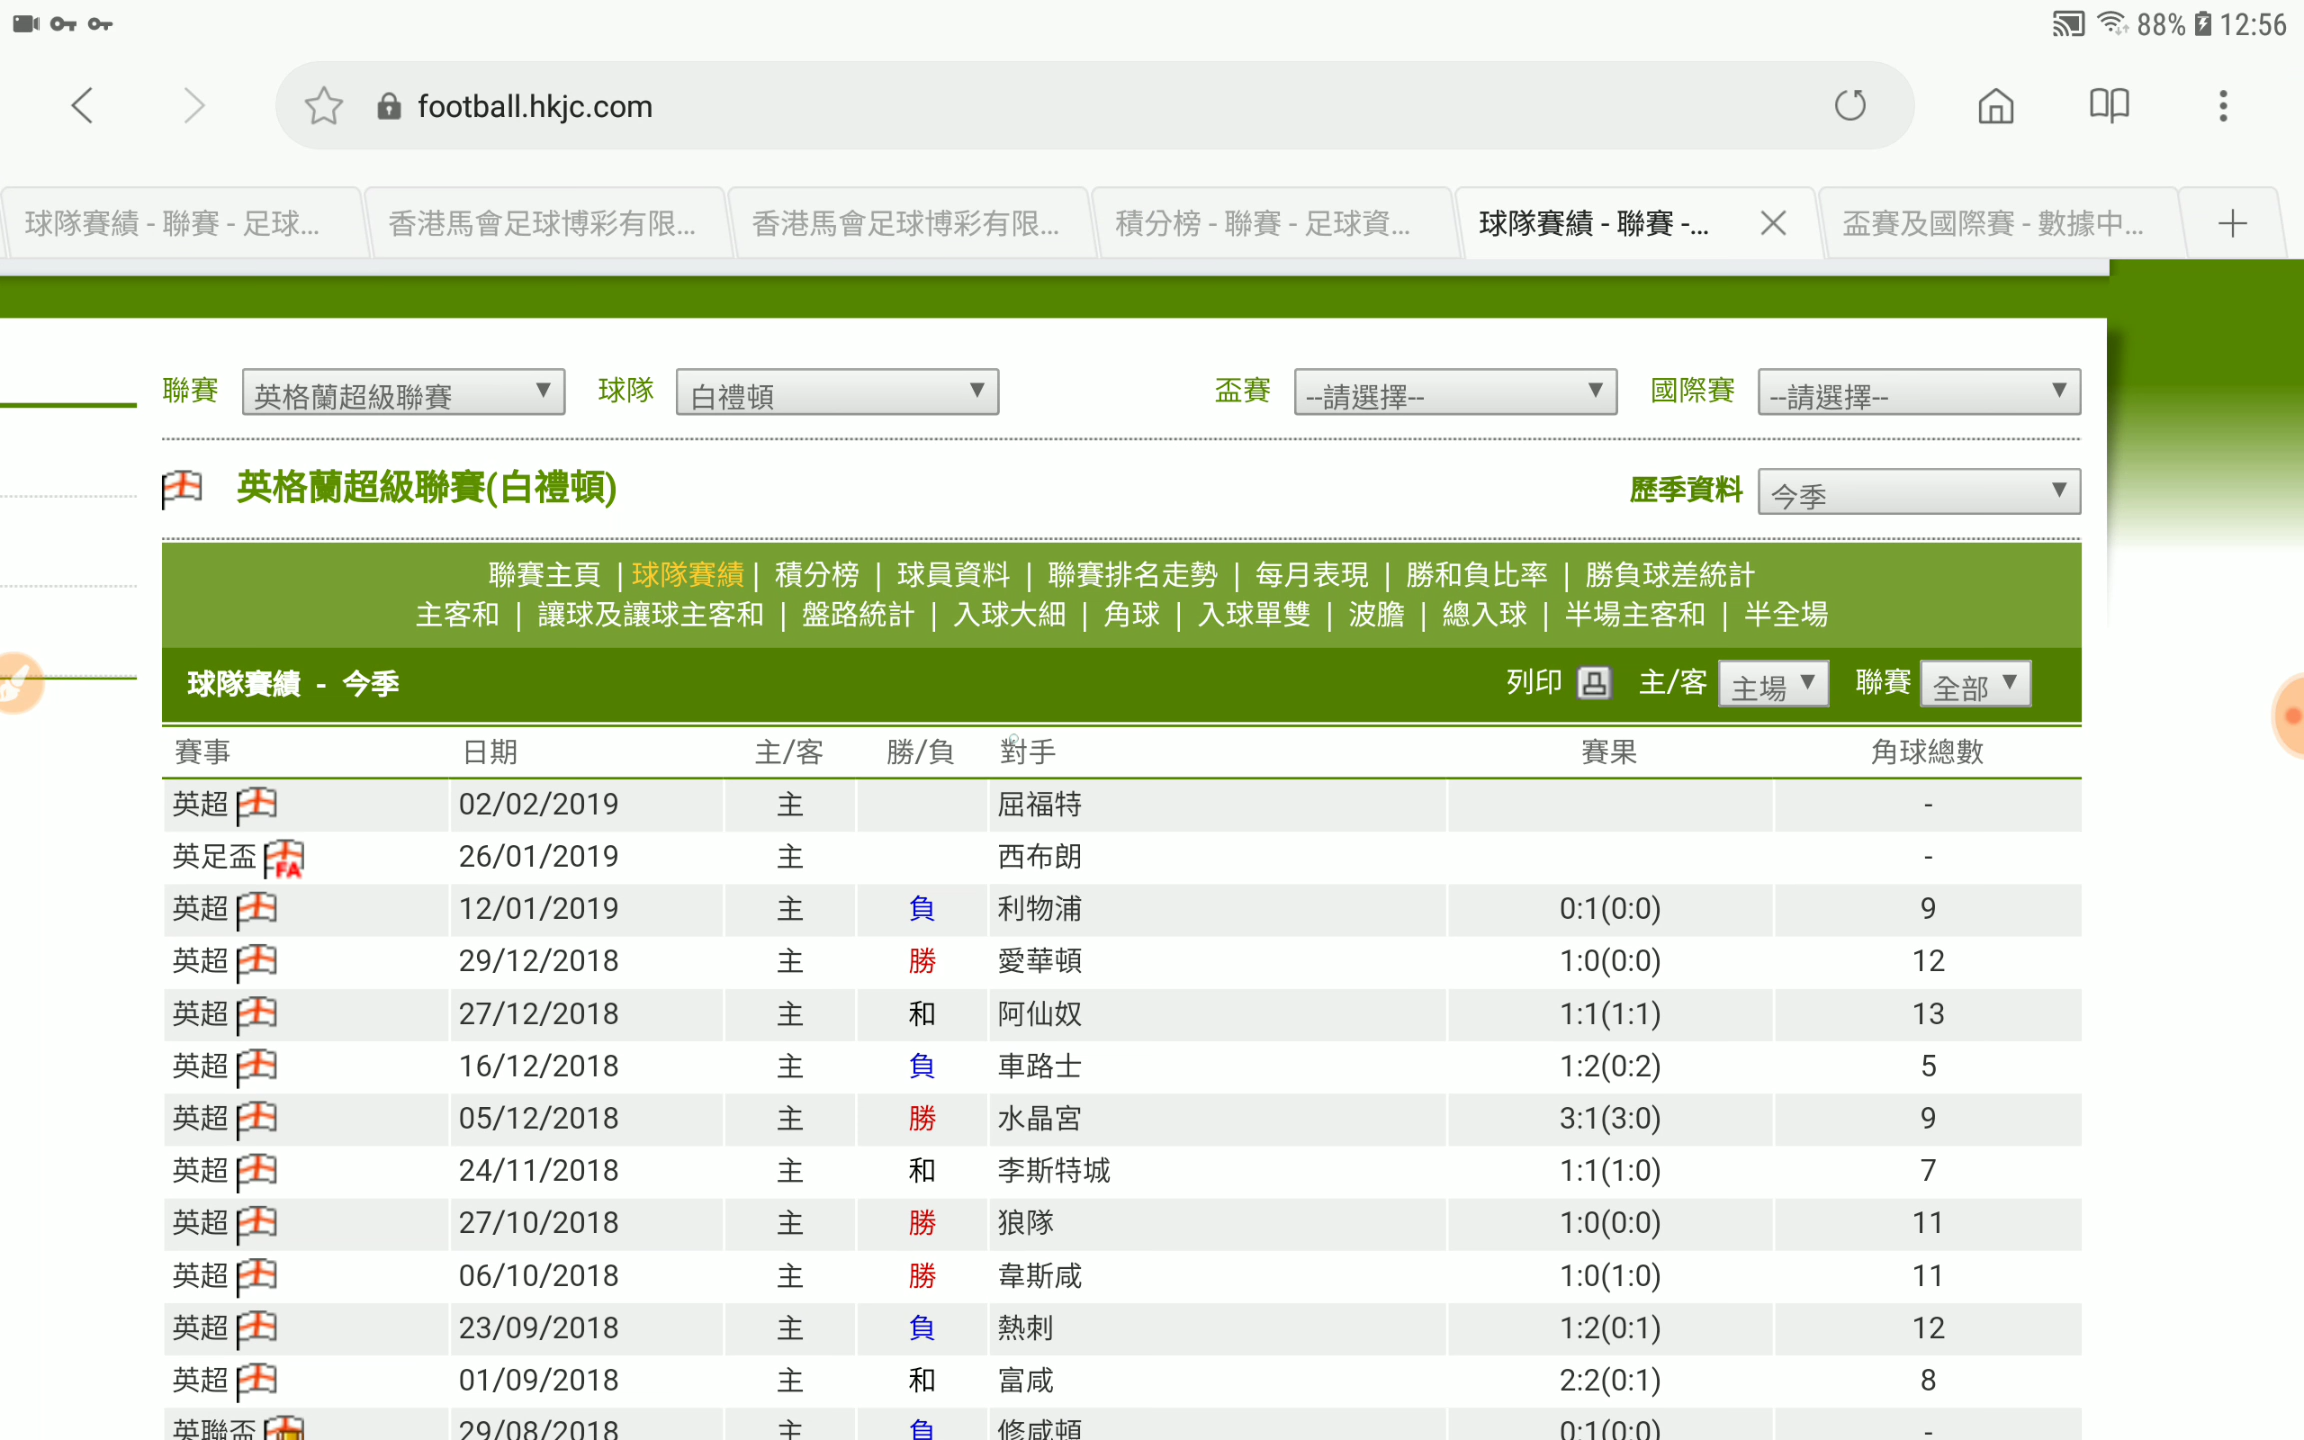 88% 12:56
football.hkjc.com
球隊賽績 - 聯賽 - 足球... 香港馬會足球博彩有限... 香港馬會足球博彩有限... 積分榜 - 聯賽 - 足球資... 球隊賽績 - 聯賽 -... 盃賽及國際賽 - 數據中...
聯賽 英格蘭超級聯賽 球隊 白禮頓 盃賽 --請選擇-- 國際賽 --請選擇--
英格蘭超級聯賽(白禮頓) 歷季資料 今季
聯賽主頁 | 球隊賽績 | 積分榜 | 球員資料 | 聯賽排名走勢 | 每月表現 | 勝和負比率 | 勝負球差統計
主客和 | 讓球及讓球主客和 | 盤路統計 | 入球大細 | 角球 | 入球單雙 | 波膽 | 總入球 | 半場主客和 | 半全場
球隊賽績 - 今季 列印 主/客 主場 聯賽 全部
賽事 日期 主/客 勝/負 對手 賽果 角球總數
英超 02/02/2019 主 屈福特 -
英足盃 FA 26/01/2019 主 西布朗 -
英超 12/01/2019 主 負 利物浦 0:1(0:0) 9
英超 29/12/2018 主 勝 愛華頓 1:0(0:0) 12
英超 27/12/2018 主 和 阿仙奴 1:1(1:1) 13
英超 16/12/2018 主 負 車路士 1:2(0:2) 5
英超 05/12/2018 主 勝 水晶宮 3:1(3:0) 9
英超 24/11/2018 主 和 李斯特城 1:1(1:0) 7
英超 27/10/2018 主 勝 狼隊 1:0(0:0) 11
英超 06/10/2018 主 勝 韋斯咸 1:0(1:0) 11
英超 23/09/2018 主 負 熱刺 1:2(0:1) 12
英超 01/09/2018 主 和 富咸 2:2(0:1) 8
英聯盃 29/08/2018 主 負 修咸頓 0:1(0:0) -